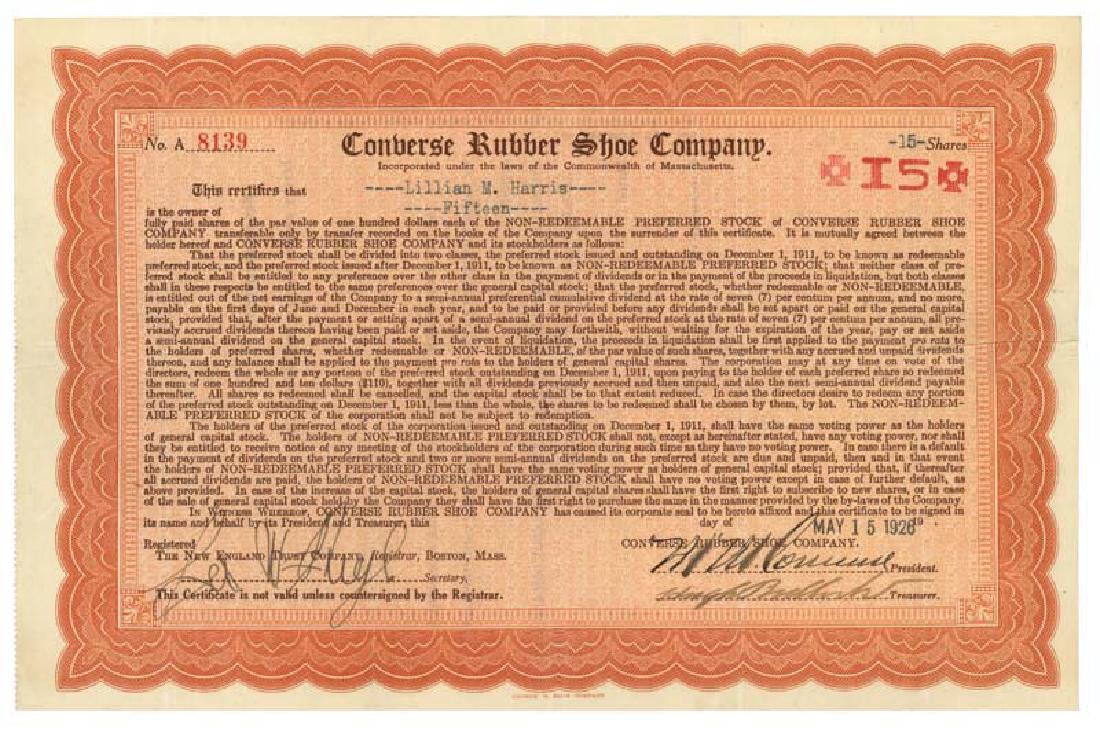 No. A 8139
Converse Rubber Shoe Company.
-15-Shares
Incorporated under the laws of the Commonwealth of Massachusetts.
15
This certifies that ----Lillian M. Harris----
is the owner of ----Fifteen----
fully paid shares of the par value of one hundred dollars each of the NON-REDEEMABLE PREFERRED STOCK of CONVERSE RUBBER SHOE
COMPANY transferable only by transfer recorded on the books of the Company upon the surrender of this certificate. It is mutually agreed between the
holder hereof and CONVERSE RUBBER SHOE COMPANY and its stockholders as follows:
That the preferred stock shall be divided into two classes, the preferred stock issued and outstanding on December 1, 1911, to be known as redeemable
preferred stock, and the preferred stock issued after December 1, 1911, to be known as NON-REDEEMABLE PREFERRED STOCK; that neither class of pre-
ferred stock shall be entitled to any preference over the other class in the payment of dividends or in the payment of the proceeds in liquidation, but both classes
shall in these respects be entitled to the same preferences over the general capital stock; that the preferred stock, whether redeemable or NON-REDEEMABLE,
is entitled out of the net earnings of the Company to a semi-annual preferential cumulative dividend at the rate of seven (7) per centum per annum, and no more,
payable on the first days of June and December in each year, and to be paid or provided before any dividends shall be set apart or paid on the general capital
stock, provided that, after the payment or setting apart of a semi-annual dividend on the preferred stock at the rate of seven (7) per centum per annum, all pre-
viously accrued dividends thereon having been paid or set aside, the Company may forthwith, without waiting for the expiration of the year, pay or set aside
a semi-annual dividend on the general capital stock. In the event of liquidation, the proceeds in liquidation shall be first applied to the payment pro rata to
the holders of preferred shares, whether redeemable or NON-REDEEMABLE, of the par value of such shares, together with any accrued and unpaid dividends
thereon, and any balance shall be applied to the payment pro rata to the holders of general capital shares. The corporation may at any time on vote of the
directors, redeem the whole or any portion of the preferred stock outstanding on December 1, 1911, upon paying to the holder of each preferred share so redeemed
the sum of one hundred and ten dollars ($110), together with all dividends previously accrued and then unpaid, and also the next semi-annual dividend payable
thereafter. All shares so redeemed shall be cancelled, and the capital stock shall be to that extent reduced. In case the directors desire to redeem any portion
of the preferred stock outstanding on December 1, 1911, less than the whole, the shares to be redeemed shall be chosen by them, by lot. The NON-REDEEM-
ABLE PREFERRED STOCK of the corporation shall not be subject to redemption.
The holders of the preferred stock of the corporation issued and outstanding on December 1, 1911, shall have the same voting power as the holders
of general capital stock. The holders of NON-REDEEMABLE PREFERRED STOCK shall not, except as hereinafter stated, have any voting power, nor shall
they be entitled to receive notice of any meeting of the stockholders of the corporation during such time as they have no voting power. In case there is a default
in the payment of dividends on the preferred stock and two or more semi-annual dividends on the preferred stock are due and unpaid, then and in that event
the holders of NON-REDEEMABLE PREFERRED STOCK shall have the same voting power as holders of general capital stock; provided that, if thereafter
all accrued dividends are paid, the holders of NON-REDEEMABLE PREFERRED STOCK shall have no voting power except in case of further default, as
above provided. In case of the increase of the capital stock, the holders of general capital shares shall have the first right to subscribe to new shares, or in case
of the sale of general capital stock held by the Company they shall have the first right to purchase the same in the manner provided by the by-laws of the Company.
In Witness Whereof, CONVERSE RUBBER SHOE COMPANY has caused its corporate seal to be hereto affixed and this certificate to be signed in
its name and behalf by its President and Treasurer, this day of MAY 15 1926 19
Registered
THE NEW ENGLAND TRUST COMPANY, Registrar, BOSTON, MASS.
CONVERSE RUBBER SHOE COMPANY.
M M Converse President.
Secretary.
Treasurer.
This Certificate is not valid unless countersigned by the Registrar.